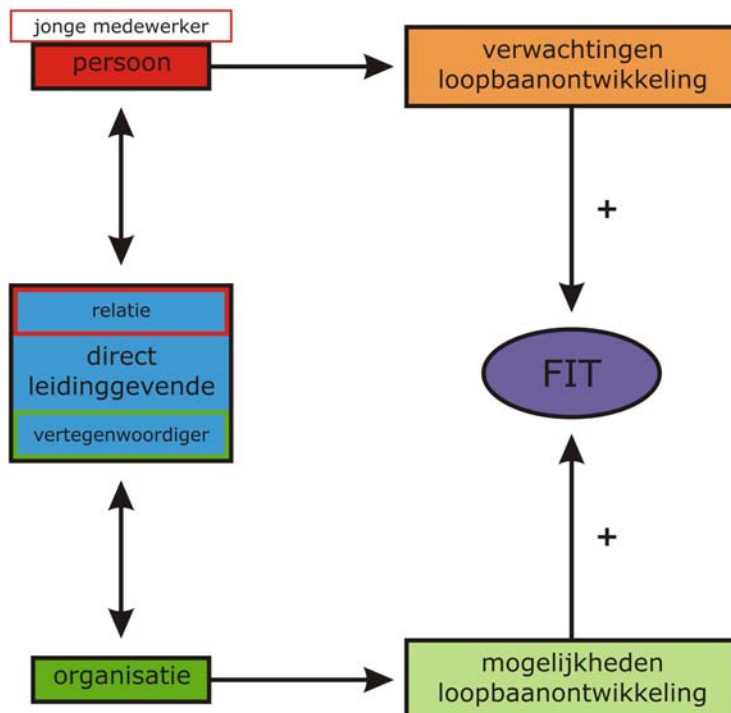 jonge medewerker
persoon
verwachtingen
loopbaanontwikkeling
+
relatie
direct
leidinggevende
vertegenwoordiger
FIT
+
organisatie
mogelijkheden
loopbaanontwikkeling